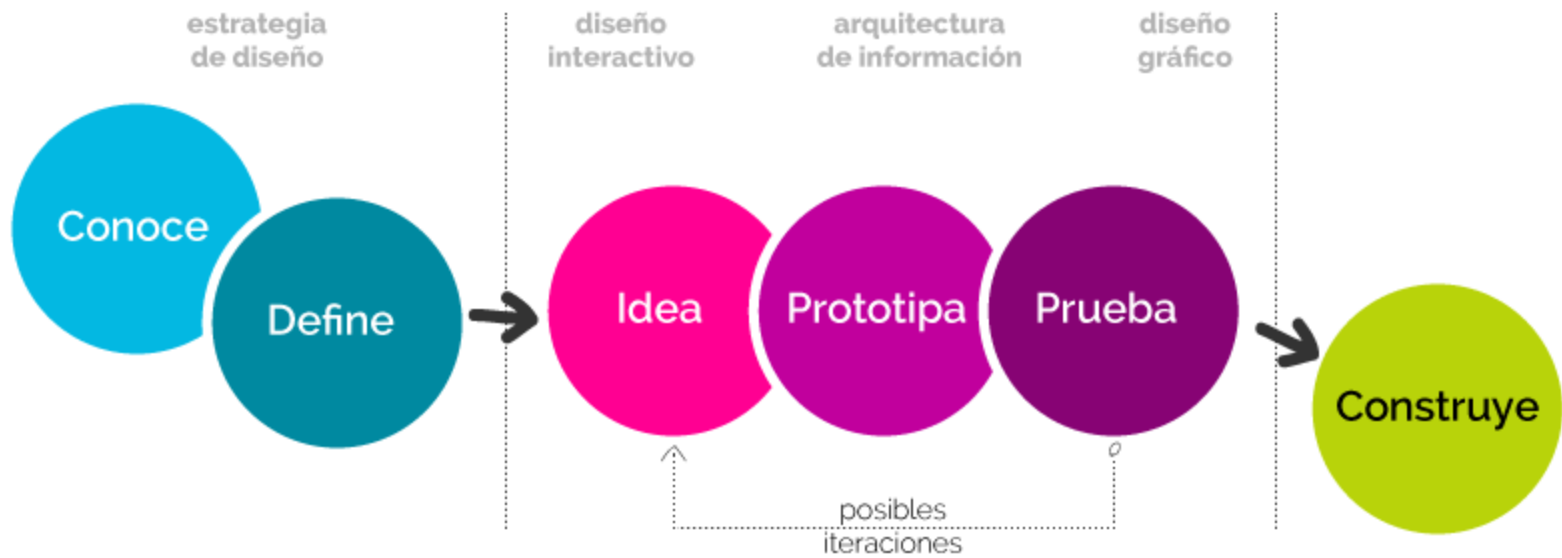 estrategia
de diseño
diseño
interactivo
arquitectura
de información
diseño
gráfico
Conoce
Define
Idea
Prototipa
Prueba
Construye
posibles
iteraciones